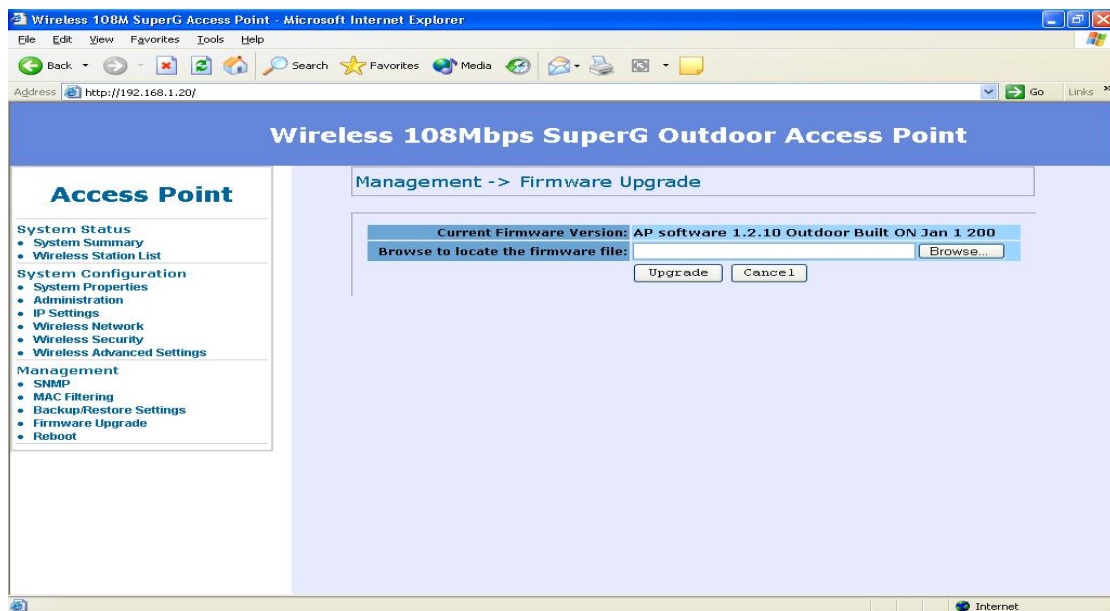 Wireless 108M SuperG Access Point - Microsoft Internet Explorer
File Edit View Favorites Tools Help
Back Search Favorites Media
Address http://192.168.1.20/ Go Links »
Wireless 108Mbps SuperG Outdoor Access Point
Access Point
System Status
• System Summary
• Wireless Station List
System Configuration
• System Properties
• Administration
• IP Settings
• Wireless Network
• Wireless Security
• Wireless Advanced Settings
Management
• SNMP
• MAC Filtering
• Backup/Restore Settings
• Firmware Upgrade
• Reboot
Management -> Firmware Upgrade
Current Firmware Version: AP software 1.2.10 Outdoor Built ON Jan 1 200
Browse to locate the firmware file: Browse...
Upgrade Cancel
Internet